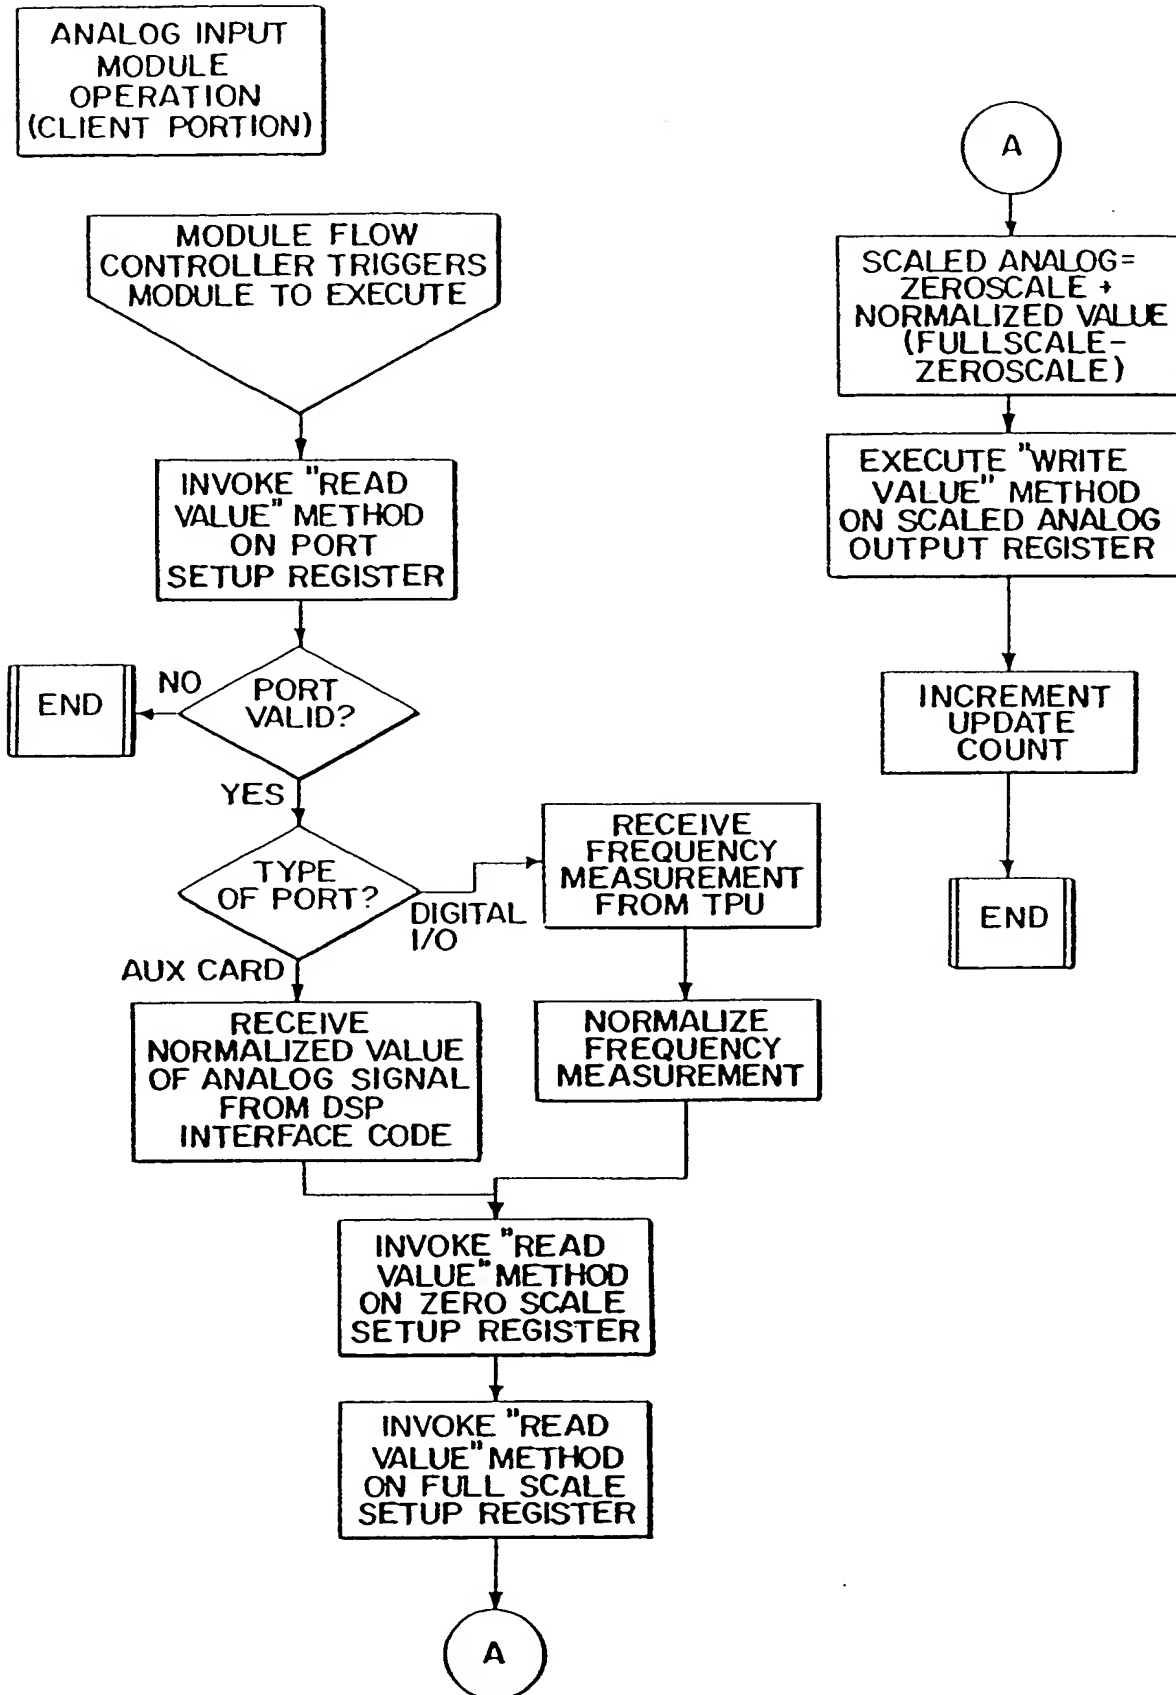 ANALOG INPUT
MODULE
OPERATION
(CLIENT PORTION)
MODULE FLOW
CONTROLLER TRIGGERS
MODULE TO EXECUTE
INVOKE "READ
VALUE" METHOD
ON PORT
SETUP REGISTER
PORT
VALID?
NO
END
YES
TYPE
OF PORT?
DIGITAL
I/O
RECEIVE
FREQUENCY
MEASUREMENT
FROM TPU
NORMALIZE
FREQUENCY
MEASUREMENT
AUX CARD
RECEIVE
NORMALIZED VALUE
OF ANALOG SIGNAL
FROM DSP
INTERFACE CODE
INVOKE "READ
VALUE" METHOD
ON ZERO SCALE
SETUP REGISTER
INVOKE "READ
VALUE" METHOD
ON FULL SCALE
SETUP REGISTER
A
A
SCALED ANALOG=
ZEROSCALE +
NORMALIZED VALUE
(FULLSCALE-
ZEROSCALE)
EXECUTE "WRITE
VALUE" METHOD
ON SCALED ANALOG
OUTPUT REGISTER
INCREMENT
UPDATE
COUNT
END